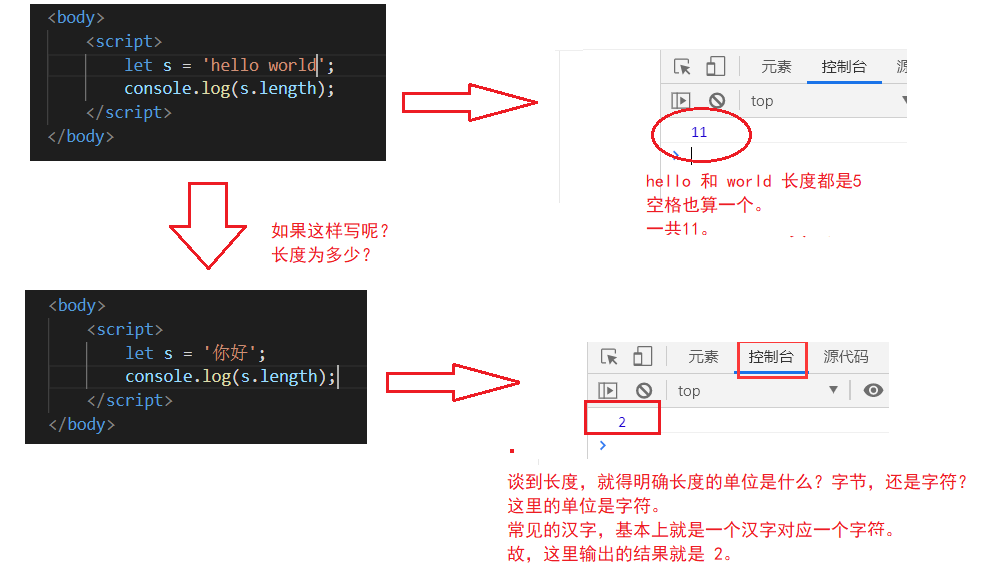 <body>
<script>
let s = 'hello world';
console.log(s.length);
</script>
</body>
元素 控制台
top
11
hello 和 world 长度都是5
空格也算一个。
一共11。
如果这样写呢?
长度为多少?
<body>
<script>
let s = '你好';
console.log(s.length);
</script>
</body>
元素 控制台 源代码
top
2
谈到长度，就得明确长度的单位是什么？字节，还是字符？
这里的单位是字符。
常见的汉字，基本上就是一个汉字对应一个字符。
故，这里输出的结果就是 2。